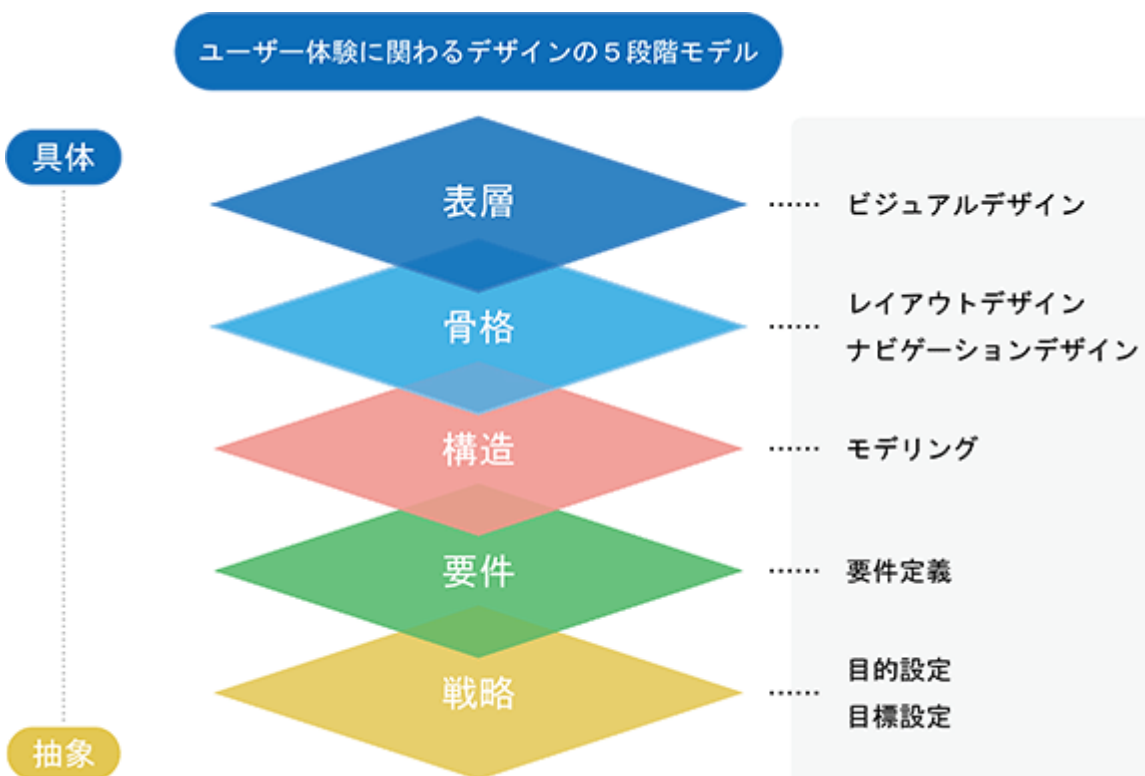 ユーザー体験に関わるデザインの５段階モデル
具体
表層
ビジュアルデザイン
骨格
レイアウトデザイン
ナビゲーションデザイン
構造
モデリング
要件
要件定義
戦略
目的設定
目標設定
抽象